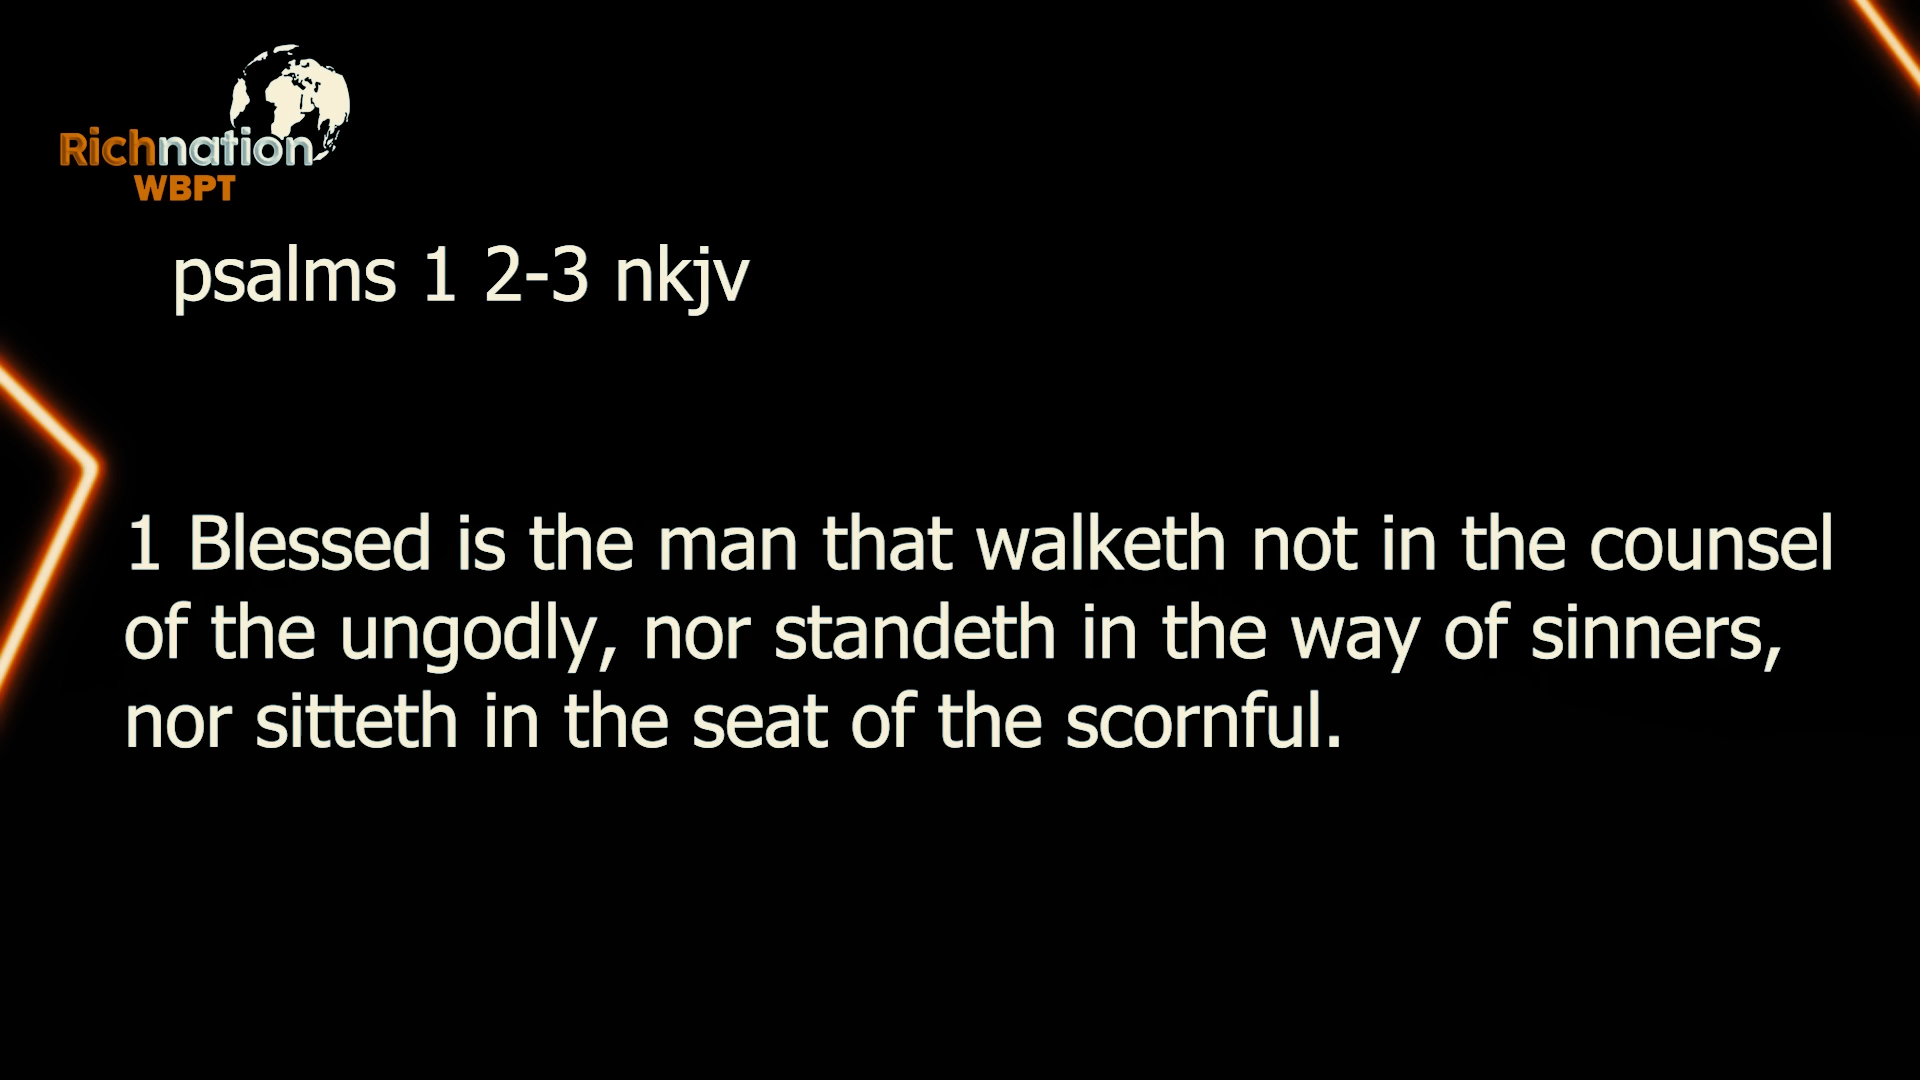 Richnation
WBPT
psalms 1 2-3 nkjv
1 Blessed is the man that walketh not in the counsel
of the ungodly, nor standeth in the way of sinners,
nor sitteth in the seat of the scornful.